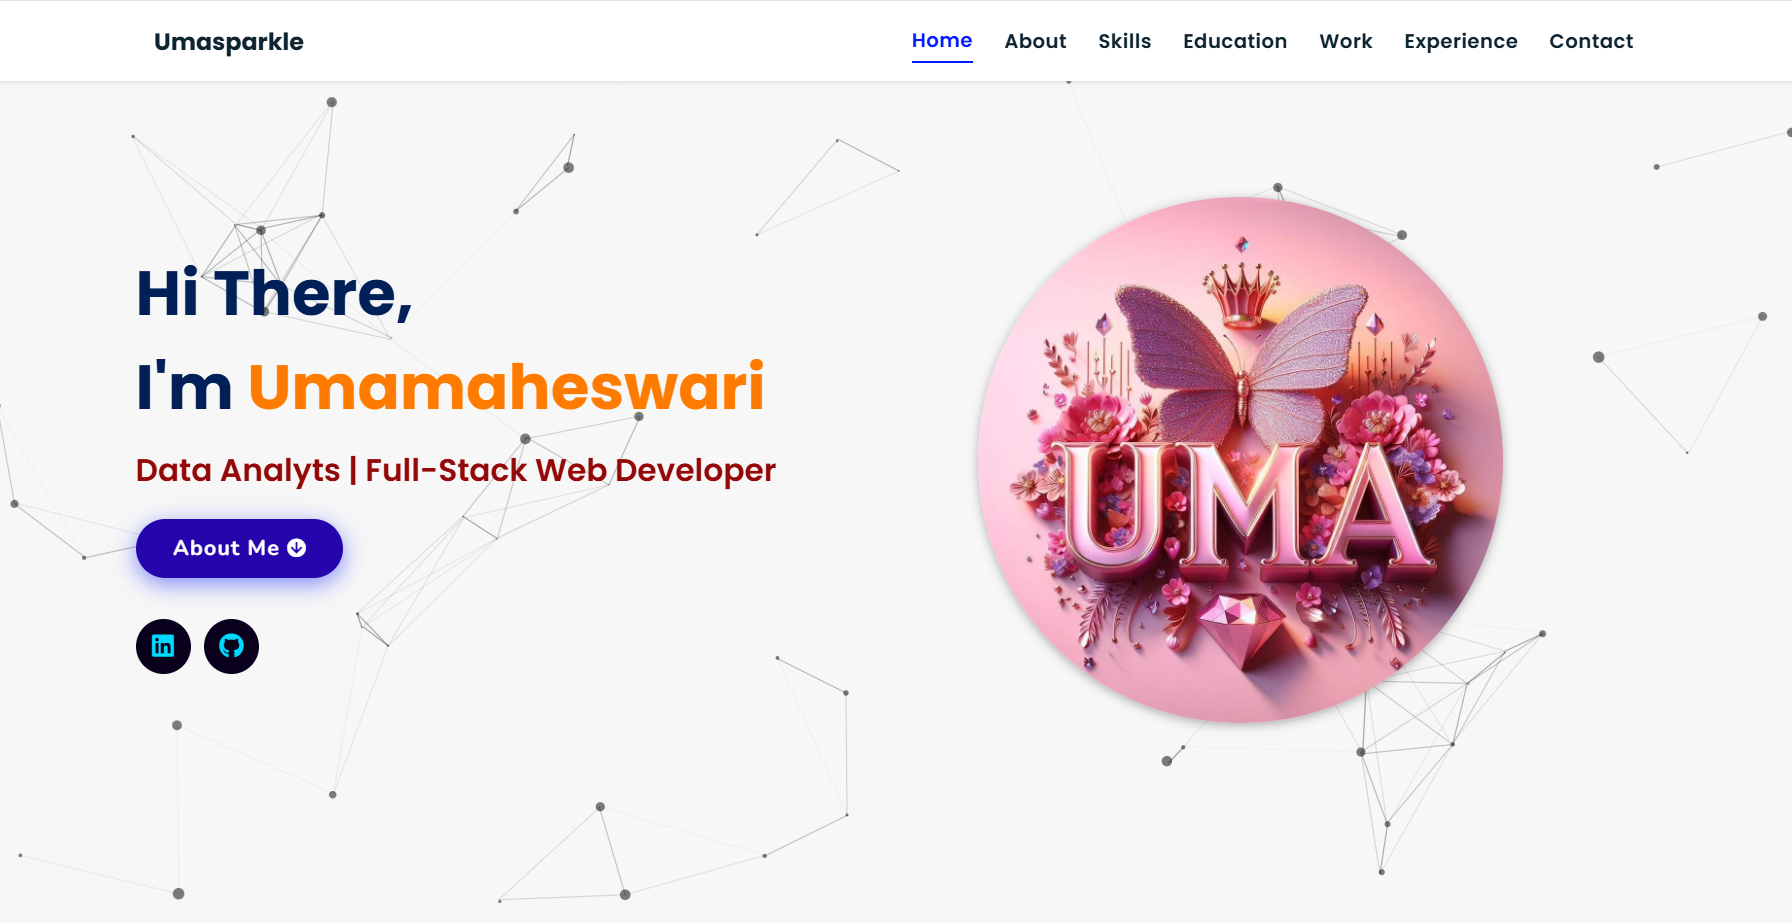 Umasparkle
Home About Skills Education Work Experience Contact
Hi There,
I'm Umamaheswari
Data Analyts | Full-Stack Web Developer
About Me
in
UMA